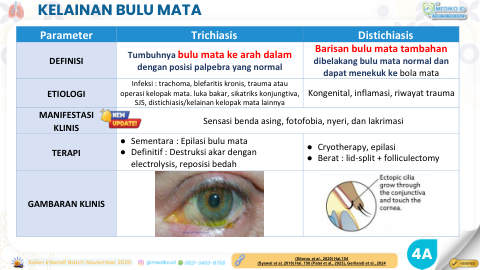 KELAINAN BULU MATA
MEDIKO.ID
Parameter
Trichiasis
Distichiasis
DEFINISI
Tumbuhnya bulu mata ke arah dalam
dengan posisi palpebra yang normal
Barisan bulu mata tambahan
dibelakang bulu mata normal dan
dapat menekuk ke bola mata
ETIOLOGI
Infeksi : trachoma, blefaritis kronis, trauma atau
operasi kelopak mata. luka bakar, sikatriks konjungtiva,
SJS, distichiasis/kelainan kelopak mata lainnya
Kongenital, inflamasi, riwayat trauma
MANIFESTASI
KLINIS
NEW
UPDATE!
Sensasi benda asing, fotofobia, nyeri, dan lakrimasi
TERAPI
● Sementara : Epilasi bulu mata
● Definitif : Destruksi akar dengan
electrolysis, reposisi bedah
● Cryotherapy, epilasi
● Berat : lid-split + folliculectomy
GAMBARAN KLINIS
Ectopic cilia
grow through
the conjunctiva
and touch the
cornea.
4A